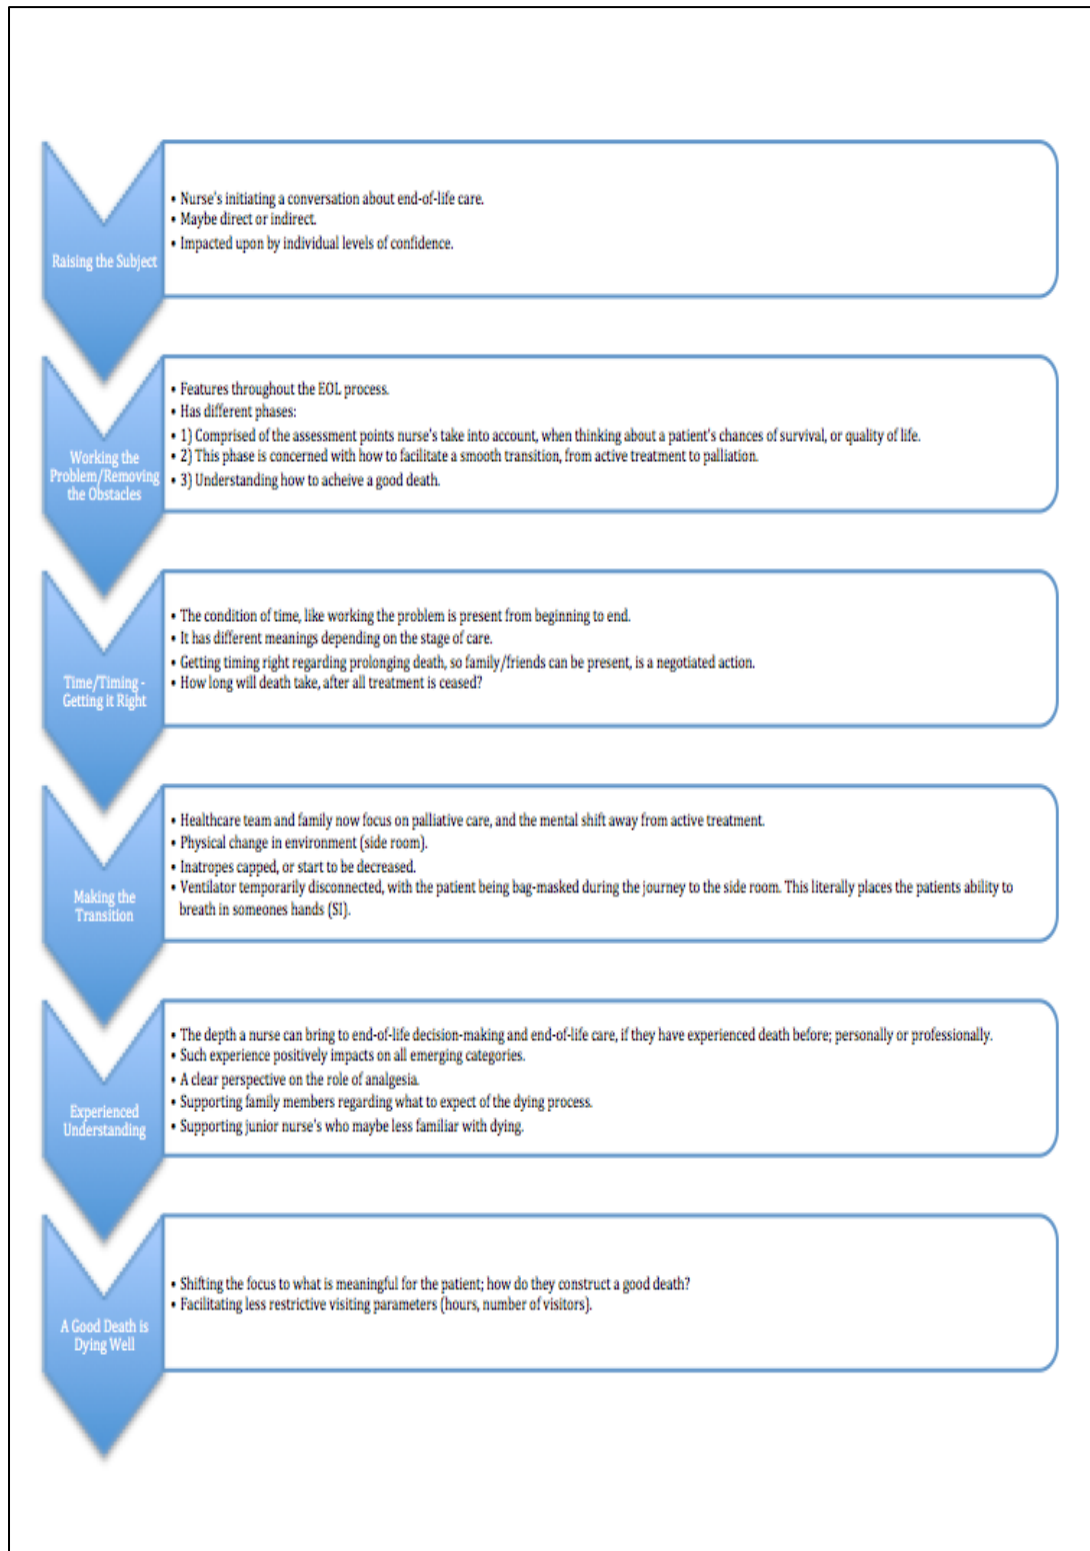 Raising the Subject
• Nurse's initiating a conversation about end-of-life care.
• Maybe direct or indirect.
• Impacted upon by individual levels of confidence.
Working the
Problem/Removing
the Obstacles
• Features throughout the EOL process.
• Has different phases:
• 1) Comprised of the assessment points nurse's take into account, when thinking about a patient's chances of survival, or quality of life.
• 2) This phase is concerned with how to facilitate a smooth transition, from active treatment to palliation.
• 3) Understanding how to acheive a good death.
Time/Timing -
Getting it Right
• The condition of time, like working the problem is present from beginning to end.
• It has different meanings depending on the stage of care.
• Getting timing right regarding prolonging death, so family/friends can be present, is a negotiated action.
• How long will death take, after all treatment is ceased?
Making the
Transition
• Healthcare team and family now focus on palliative care, and the mental shift away from active treatment.
• Physical change in environment (side room).
• Inatropes capped, or start to be decreased.
• Ventilator temporarily disconnected, with the patient being bag-masked during the journey to the side room. This literally places the patients ability to
breath in someones hands (SI).
Experienced
Understanding
• The depth a nurse can bring to end-of-life decision-making and end-of-life care, if they have experienced death before; personally or professionally.
• Such experience positively impacts on all emerging categories.
• A clear perspective on the role of analgesia.
• Supporting family members regarding what to expect of the dying process.
• Supporting junior nurse's who maybe less familiar with dying.
A Good Death is
Dying Well
• Shifting the focus to what is meaningful for the patient; how do they construct a good death?
• Facilitating less restrictive visiting parameters (hours, number of visitors).